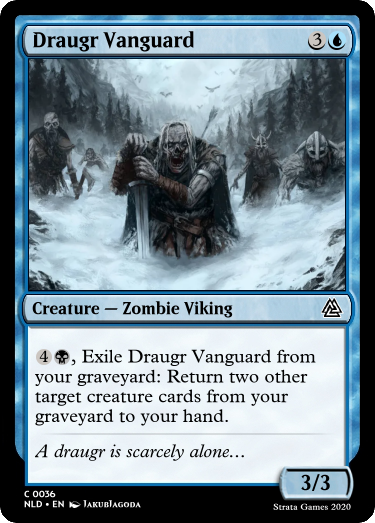 Draugr Vanguard 3
Creature — Zombie Viking
4, Exile Draugr Vanguard from
your graveyard: Return two other
target creature cards from your
graveyard to your hand.
A draugr is scarcely alone...
3/3
C 0036
NLD • EN JAKUBJAGODA
Strata Games 2020